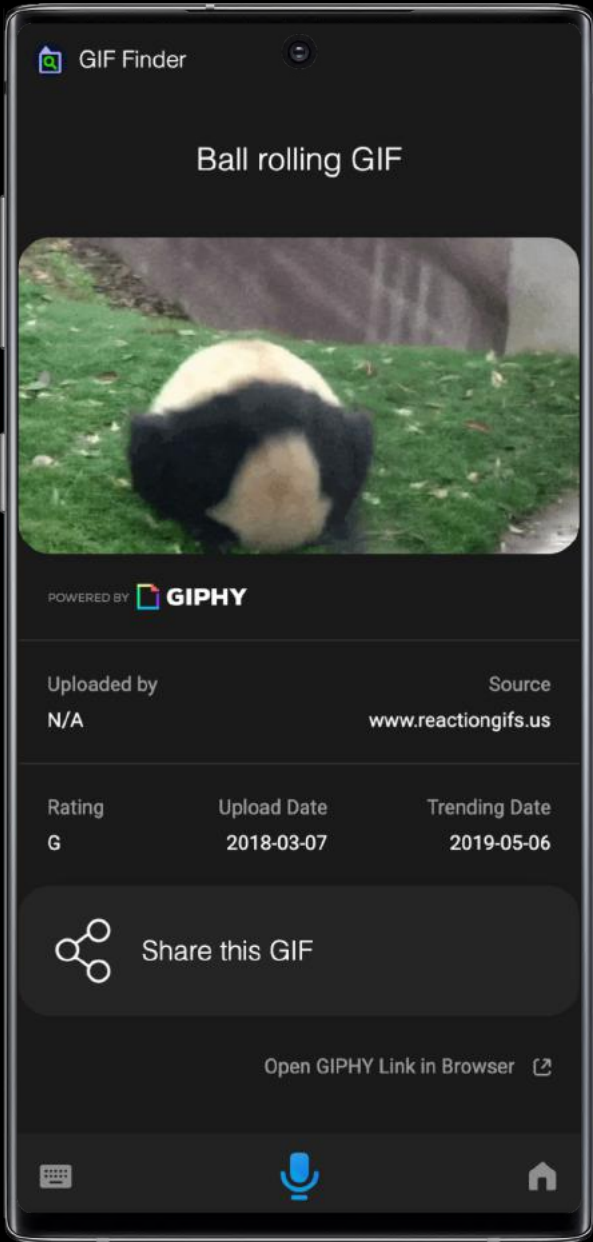 GIF Finder
Ball rolling GIF
POWERED BY GIPHY
Uploaded by Source
N/A www.reactiongifs.us
Rating Upload Date Trending Date
G 2018-03-07 2019-05-06
Share this GIF
Open GIPHY Link in Browser